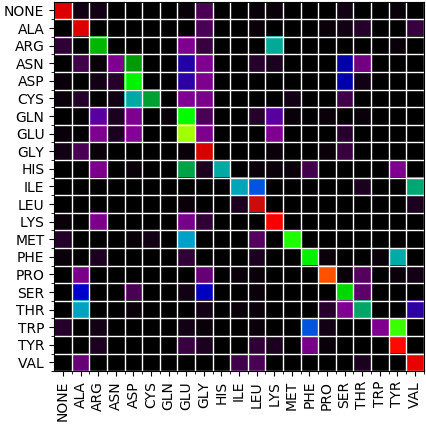 NONE
ALA
ARG
ASN
ASP
CYS
GLN
GLU
GLY
HIS
ILE
LEU
LYS
MET
PHE
PRO
SER
THR
TRP
TYR
VAL
NONE ALA ARG ASN ASP CYS GLN GLU GLY HIS ILE LEU LYS MET PHE PRO SER THR TRP TYR VAL